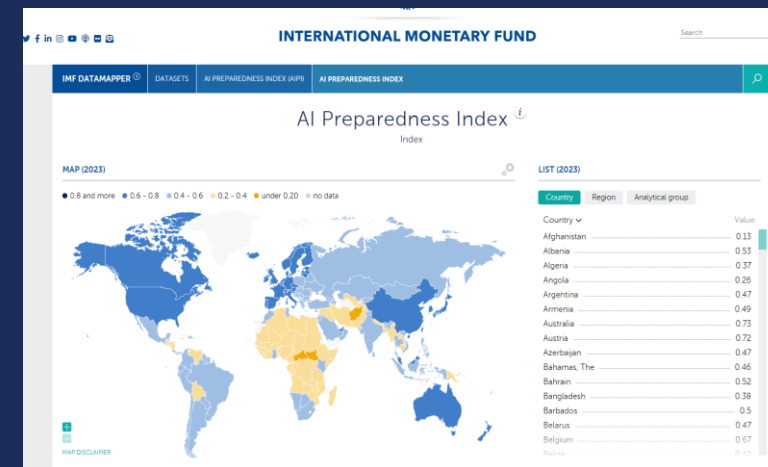 INTERNATIONAL MONETARY FUND
Search
IMF DATAMAPPER
DATASETS
AI PREPAREDNESS INDEX (AIPI)
AI PREPAREDNESS INDEX
AI Preparedness Index i
Index
MAP (2023)
0.8 and more 0.6 - 0.8 0.4 - 0.6 0.2 - 0.4 under 0.20 no data
MAP DISCLAIMER
LIST (2023)
Country Region Analytical group
Country Value
Afghanistan 0.13
Albania 0.53
Algeria 0.37
Angola 0.26
Argentina 0.47
Armenia 0.49
Australia 0.73
Austria 0.72
Azerbaijan 0.47
Bahamas, The 0.46
Bahrain 0.52
Bangladesh 0.38
Barbados 0.5
Belarus 0.47
Belgium 0.67